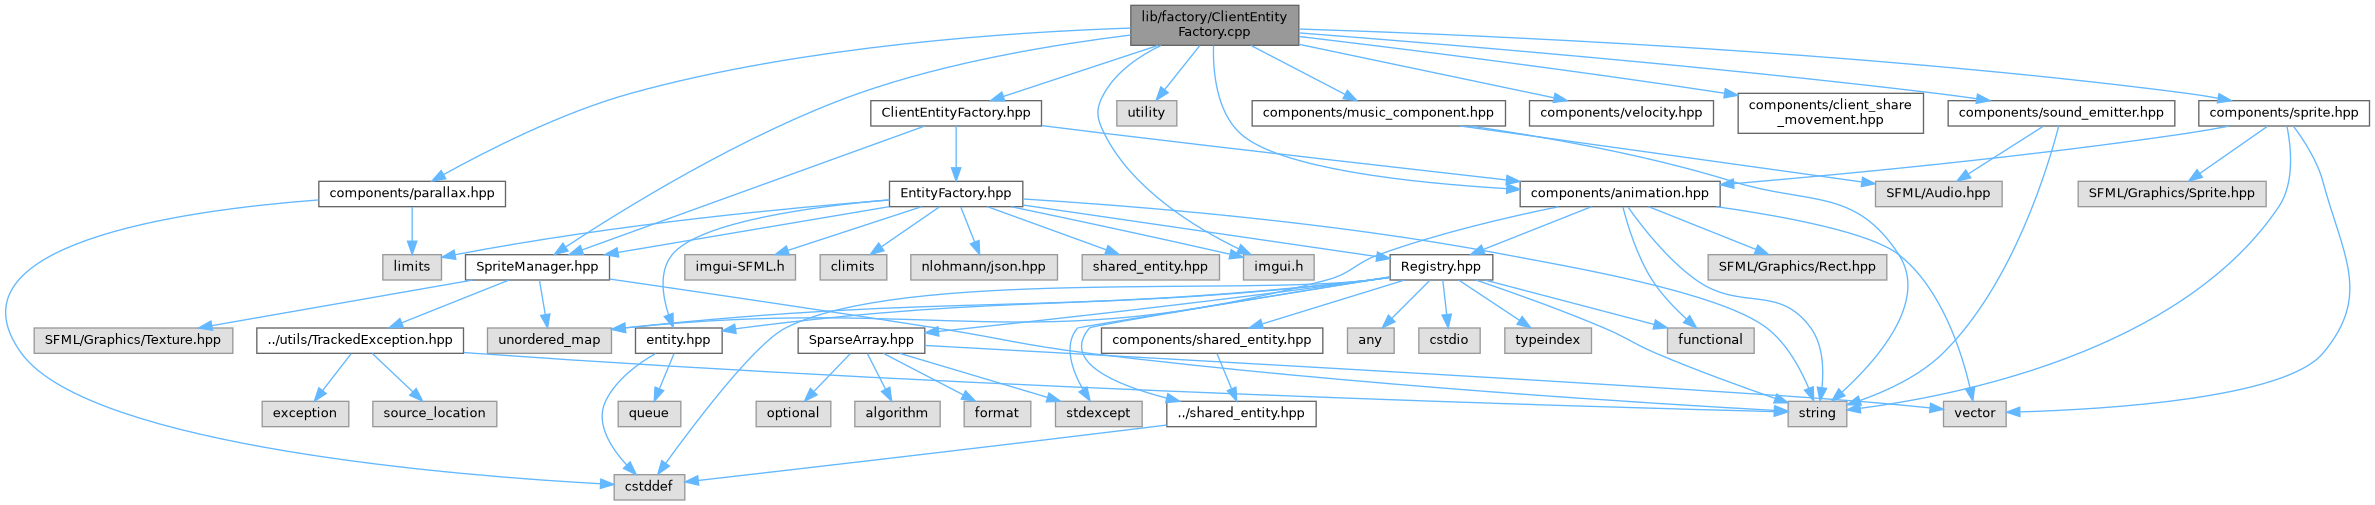 lib/factory/ClientEntity
Factory.cpp
ClientEntityFactory.hpp
utility
components/music_component.hpp
components/velocity.hpp
components/client_share
_movement.hpp
components/sound_emitter.hpp
components/sprite.hpp
components/parallax.hpp
EntityFactory.hpp
components/animation.hpp
SFML/Audio.hpp
SFML/Graphics/Sprite.hpp
limits
SpriteManager.hpp
imgui-SFML.h
climits
nlohmann/json.hpp
shared_entity.hpp
imgui.h
Registry.hpp
SFML/Graphics/Rect.hpp
SFML/Graphics/Texture.hpp
../utils/TrackedException.hpp
unordered_map
entity.hpp
SparseArray.hpp
components/shared_entity.hpp
any
cstdio
typeindex
functional
exception
source_location
queue
optional
algorithm
format
stdexcept
../shared_entity.hpp
string
vector
cstddef